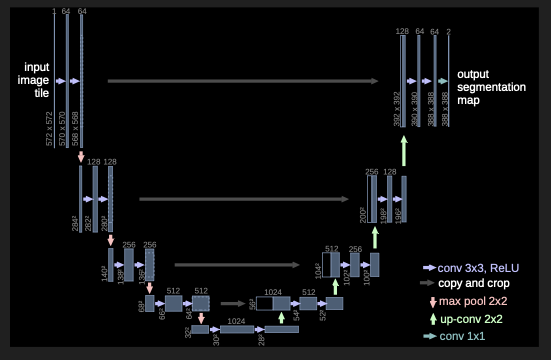 1 64 64
128 64 64 2
input
image
tile
output
segmentation
map
572 x 572
570 x 570
568 x 568
392 x 392
390 x 390
388 x 388
388 x 388
128 128
256 128
284²
282²
280²
200²
198²
196²
256 256
512 256
140²
138²
136²
104²
102²
100²
512 512
1024 512
68²
66²
64²
56²
54²
52²
1024
32²
30²
28²
conv 3x3, ReLU
copy and crop
max pool 2x2
up-conv 2x2
conv 1x1